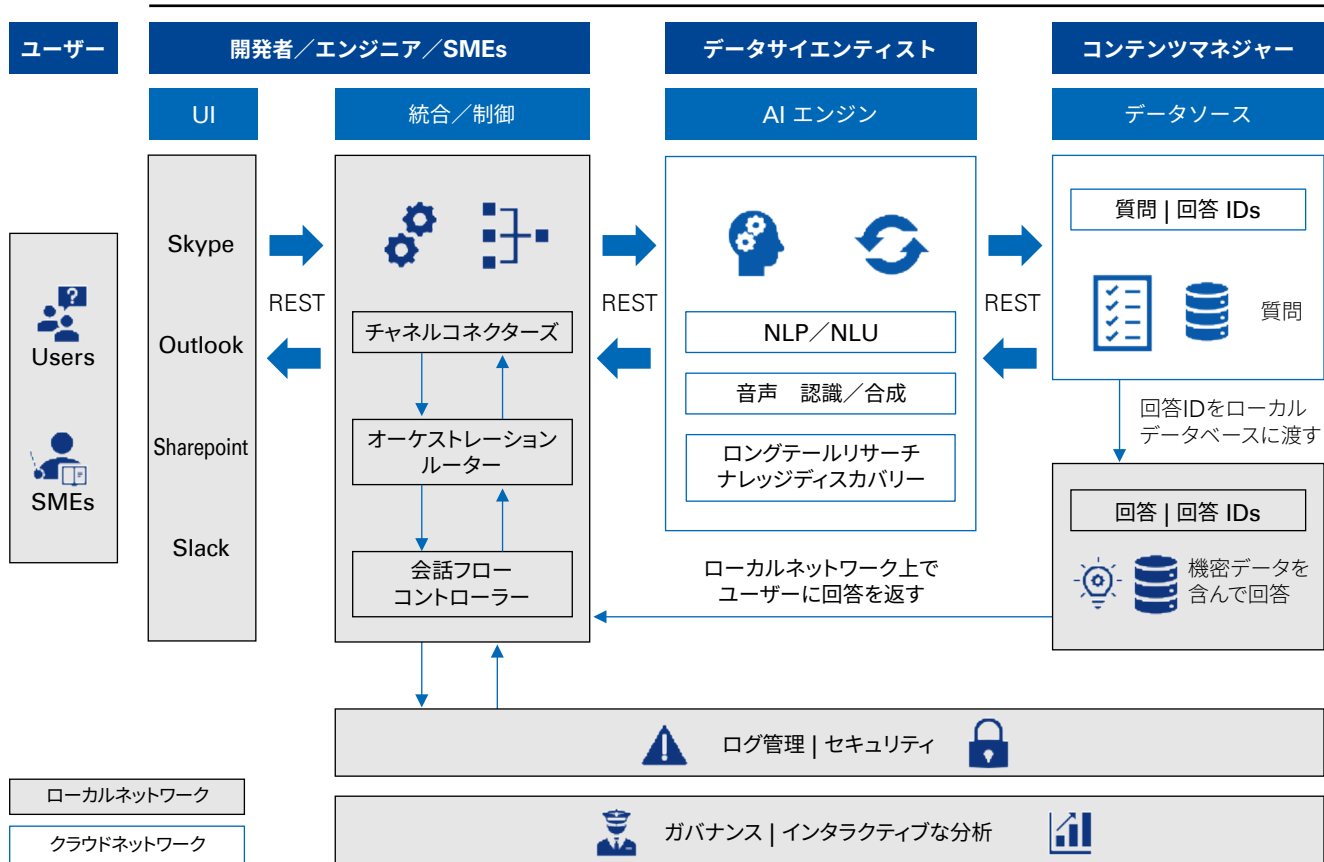 ユーザー
開発者／エンジニア／SMEs
データサイエンティスト
コンテンツマネジャー
UI
統合／制御
AI エンジン
データソース
Users
SMEs
Skype
Outlook
Sharepoint
Slack
REST
チャネルコネクターズ
オーケストレーション
ルーター
会話フロー
コントローラー
REST
?
NLP／NLU
音声　認識／合成
ロングテールリサーチ
ナレッジディスカバリー
REST
質問 | 回答 IDs
質問
回答IDをローカル
データベースに渡す
回答 | 回答 IDs
機密データを
含んで回答
ローカルネットワーク上で
ユーザーに回答を返す
ログ管理 | セキュリティ
ガバナンス | インタラクティブな分析
ローカルネットワーク
クラウドネットワーク